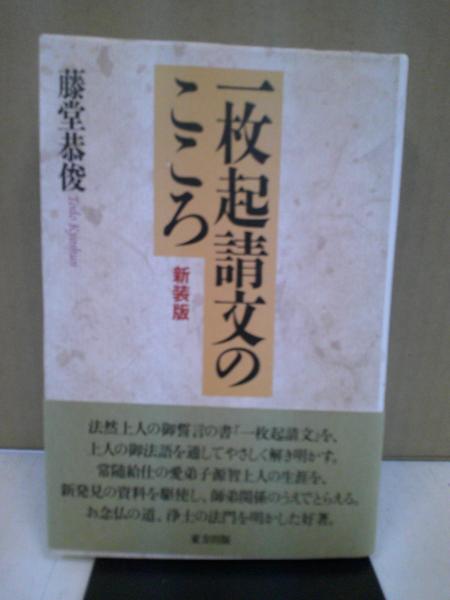 一枚起請文の
こころ
新装版
藤堂恭俊
Todo Kyoshun
法然上人の御誓言の書『一枚起請文』を、
上人の御法語を通してやさしく解き明かす。
常随給仕の愛弟子源智上人の生涯を、
新発見の資料を駆使し、師弟関係のうえでとらえる。
お念仏の道、浄土の法門を明かした好著。
東方出版